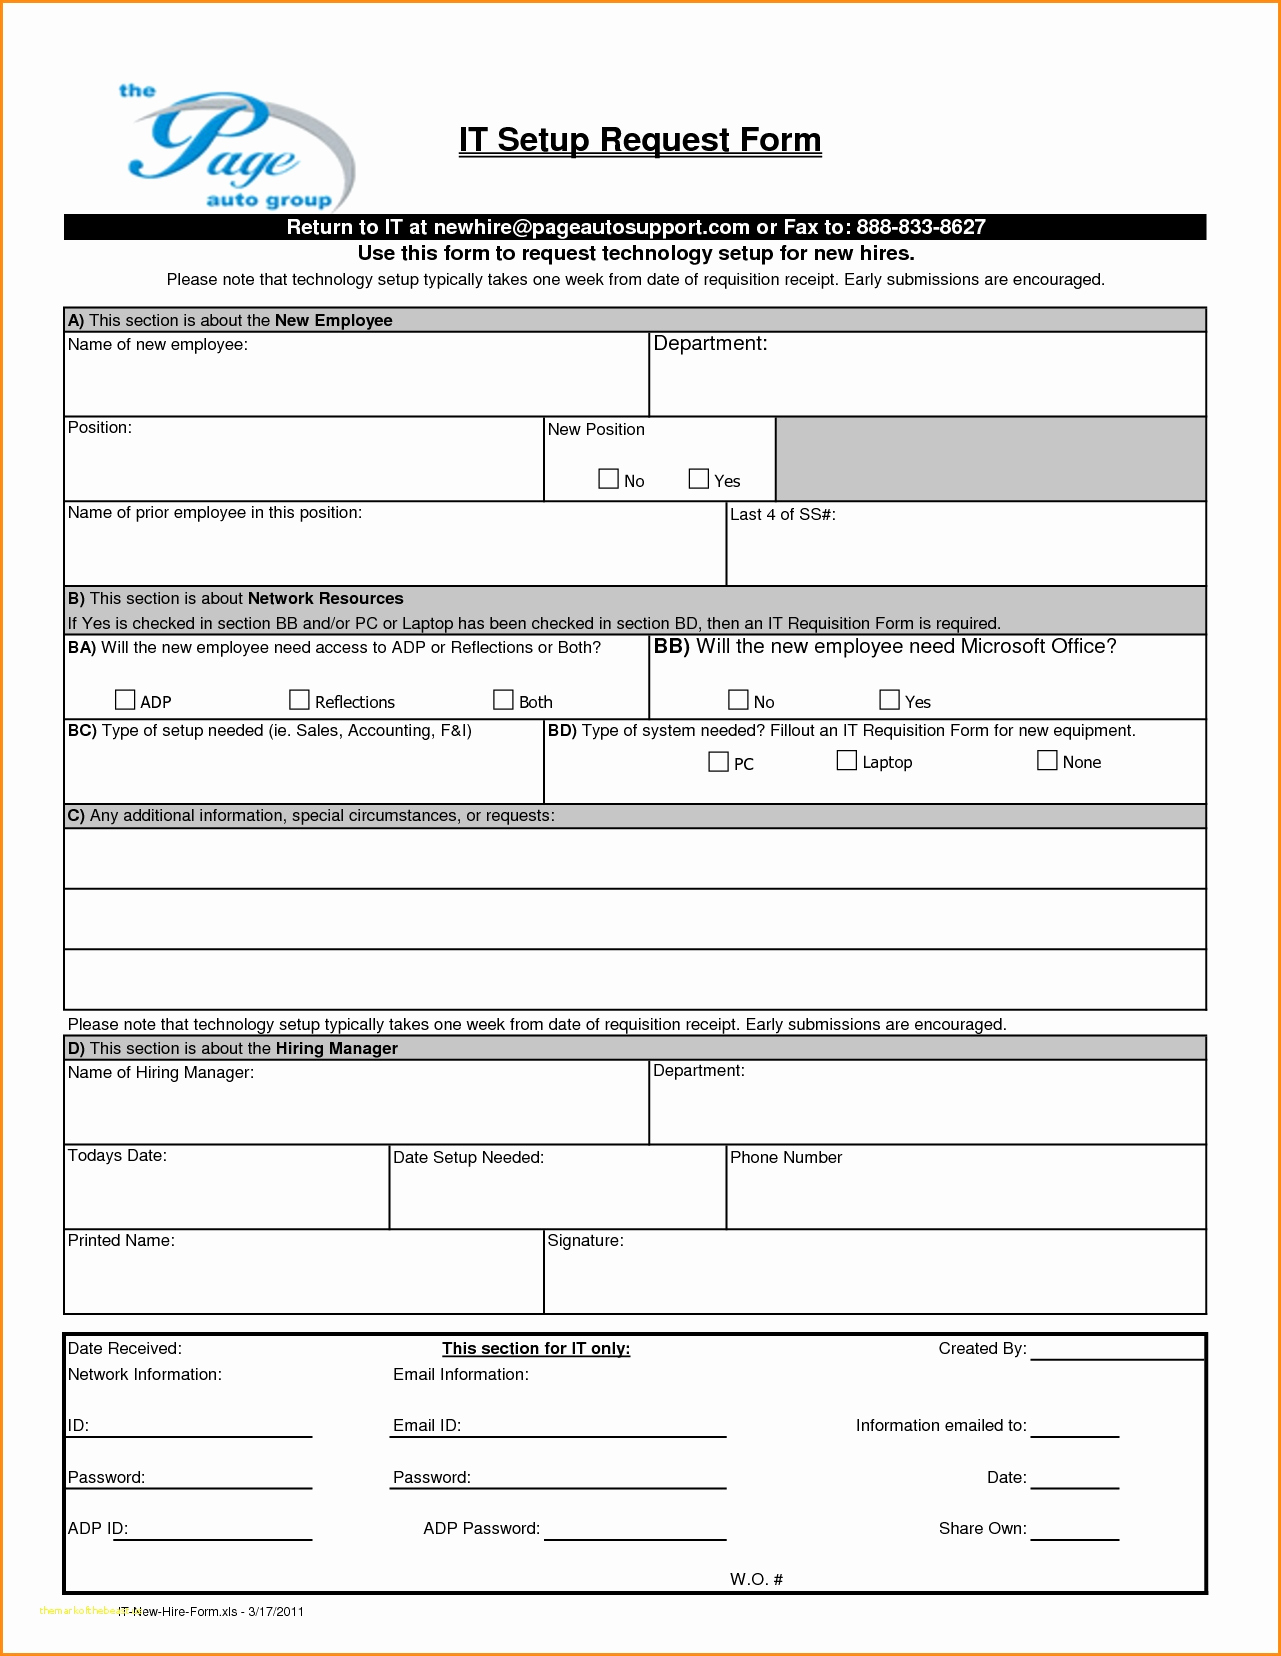 the
Page
auto group
IT Setup Request Form
Return to IT at newhire@pageautosupport.com or Fax to: 888-833-8627
Use this form to request technology setup for new hires.
Please note that technology setup typically takes one week from date of requisition receipt. Early submissions are encouraged.
A) This section is about the New Employee
Name of new employee: Department:
Position: New Position
No Yes
Name of prior employee in this position: Last 4 of SS#:
B) This section is about Network Resources
If Yes is checked in section BB and/or PC or Laptop has been checked in section BD, then an IT Requisition Form is required.
BA) Will the new employee need access to ADP or Reflections or Both? BB) Will the new employee need Microsoft Office?
ADP Reflections Both No Yes
BC) Type of setup needed (ie. Sales, Accounting, F&I) BD) Type of system needed? Fillout an IT Requisition Form for new equipment.
PC Laptop None
C) Any additional information, special circumstances, or requests:
Please note that technology setup typically takes one week from date of requisition receipt. Early submissions are encouraged.
D) This section is about the Hiring Manager
Name of Hiring Manager: Department:
Todays Date: Date Setup Needed: Phone Number
Printed Name: Signature:
Date Received: This section for IT only: Created By:
Network Information: Email Information:
ID: Email ID: Information emailed to:
Password: Password: Date:
ADP ID: ADP Password: Share Own:
W.O. #
IT-New-Hire-Form.xls - 3/17/2011